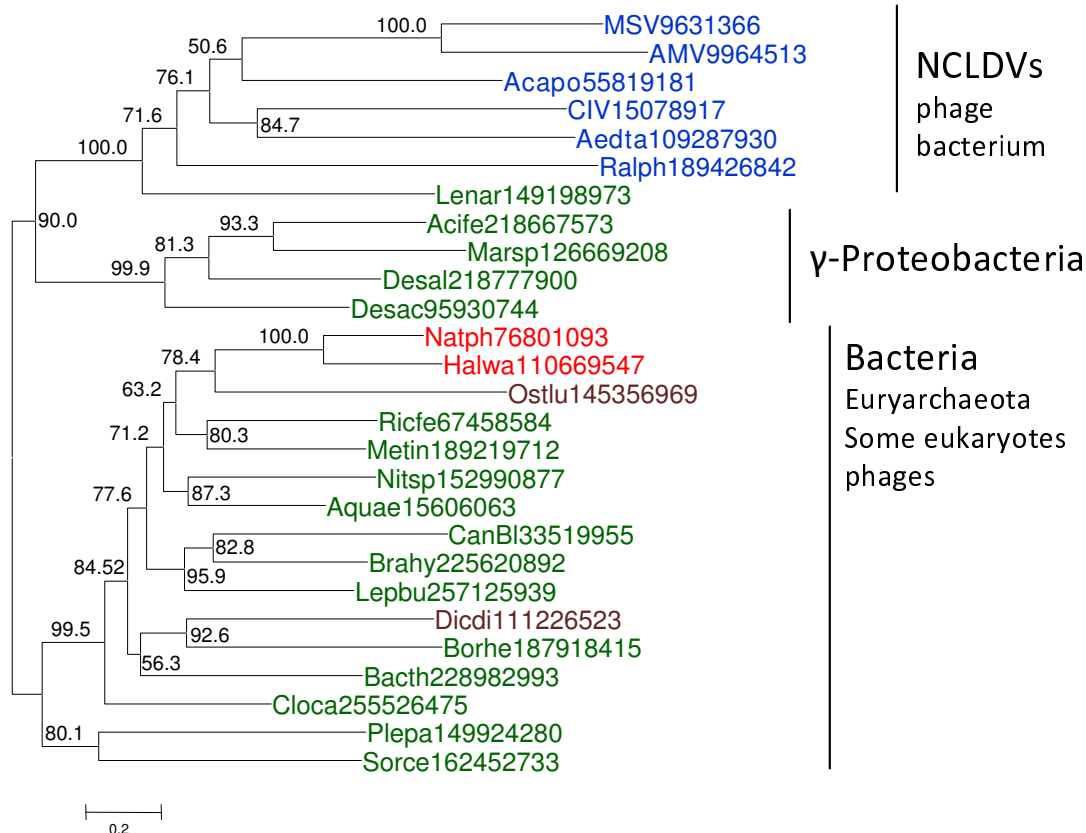 100.0
MSV9631366
50.6
AMV9964513
76.1
Acapo55819181
CIV15078917
71.6
84.7
Aedta109287930
100.0
Ralph189426842
Lenar149198973
90.0
93.3
Acife218667573
81.3
Marsp126669208
99.9
Desal218777900
Desac95930744
100.0
Natph76801093
78.4
Halwa110669547
63.2
Ostlu145356969
Ricfe67458584
71.2
80.3
Metin189219712
Nitsp152990877
77.6
87.3
Aquae15606063
CanBl33519955
82.8
Brahy225620892
84.52
95.9
Lepbu257125939
Dicdi111226523
99.5
92.6
Borhe187918415
56.3
Bacth228982993
Cloca255526475
80.1
Plepa149924280
Sorce162452733
0.2
NCLDVs
phage
bacterium
γ-Proteobacteria
Bacteria
Euryarchaeota
Some eukaryotes
phages